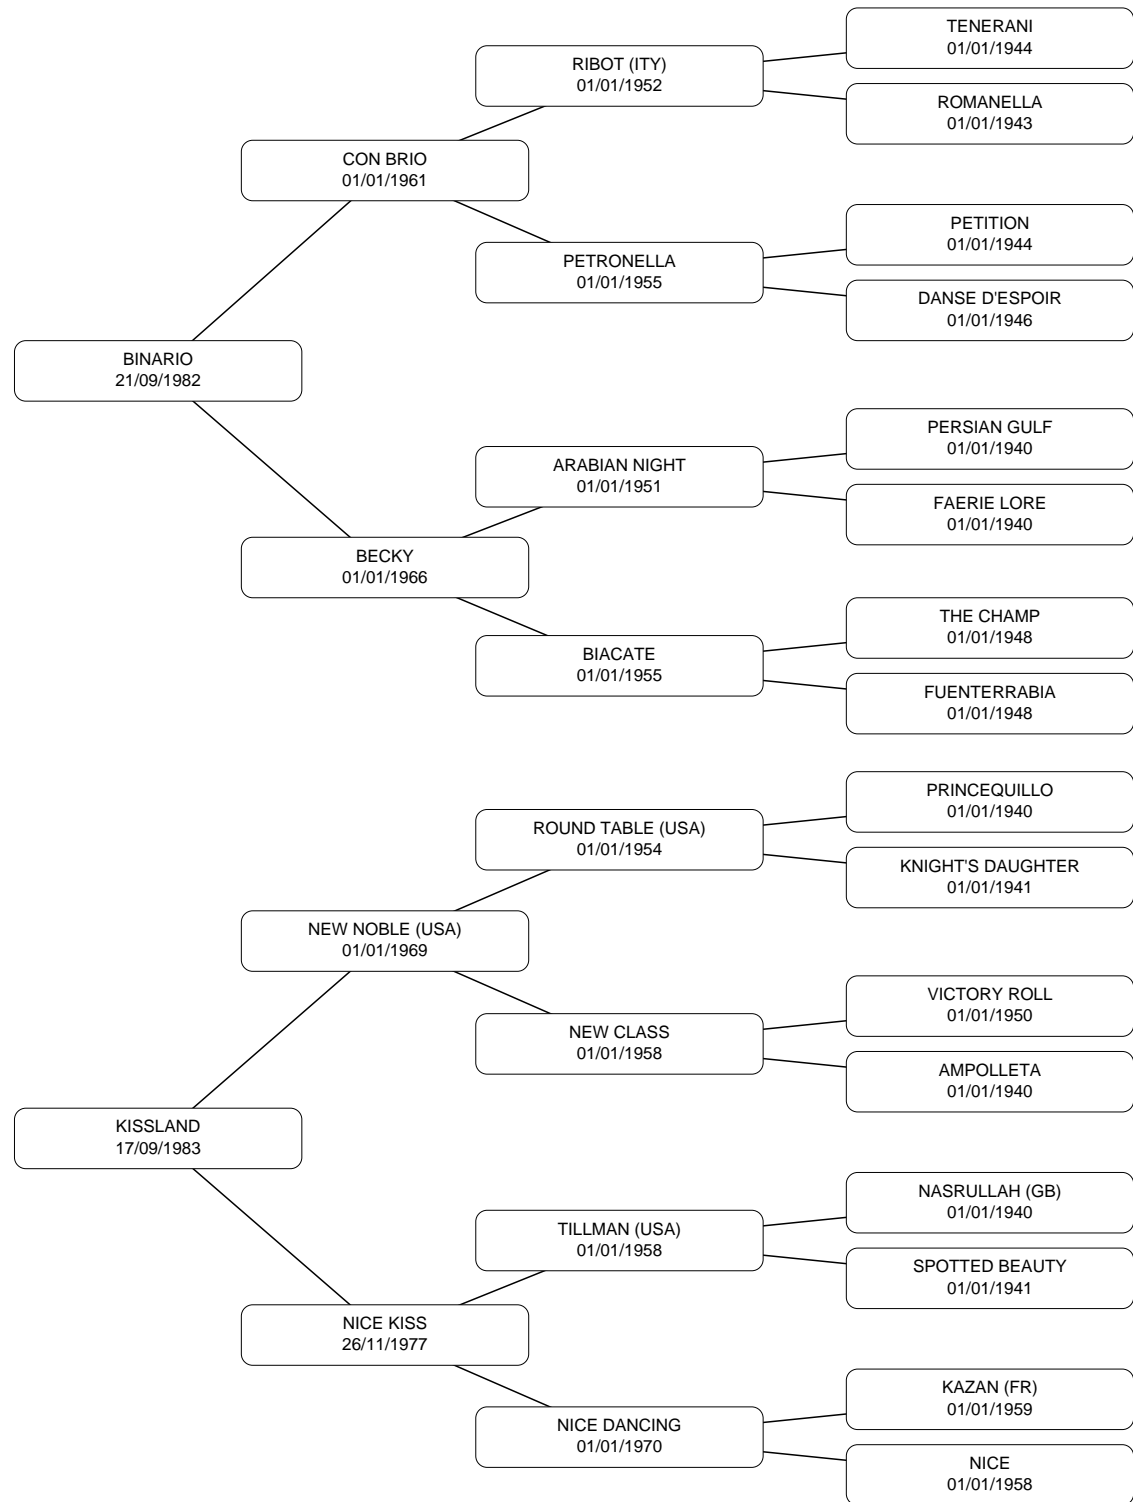 TENERANI
01/01/1944
RIBOT (ITY)
01/01/1952
ROMANELLA
01/01/1943
CON BRIO
01/01/1961
PETITION
01/01/1944
PETRONELLA
01/01/1955
DANSE D'ESPOIR
01/01/1946
BINARIO
21/09/1982
PERSIAN GULF
01/01/1940
ARABIAN NIGHT
01/01/1951
FAERIE LORE
01/01/1940
BECKY
01/01/1966
THE CHAMP
01/01/1948
BIACATE
01/01/1955
FUENTERRABIA
01/01/1948
PRINCEQUILLO
01/01/1940
ROUND TABLE (USA)
01/01/1954
KNIGHT'S DAUGHTER
01/01/1941
NEW NOBLE (USA)
01/01/1969
VICTORY ROLL
01/01/1950
NEW CLASS
01/01/1958
AMPOLLETA
01/01/1940
KISSLAND
17/09/1983
NASRULLAH (GB)
01/01/1940
TILLMAN (USA)
01/01/1958
SPOTTED BEAUTY
01/01/1941
NICE KISS
26/11/1977
KAZAN (FR)
01/01/1959
NICE DANCING
01/01/1970
NICE
01/01/1958